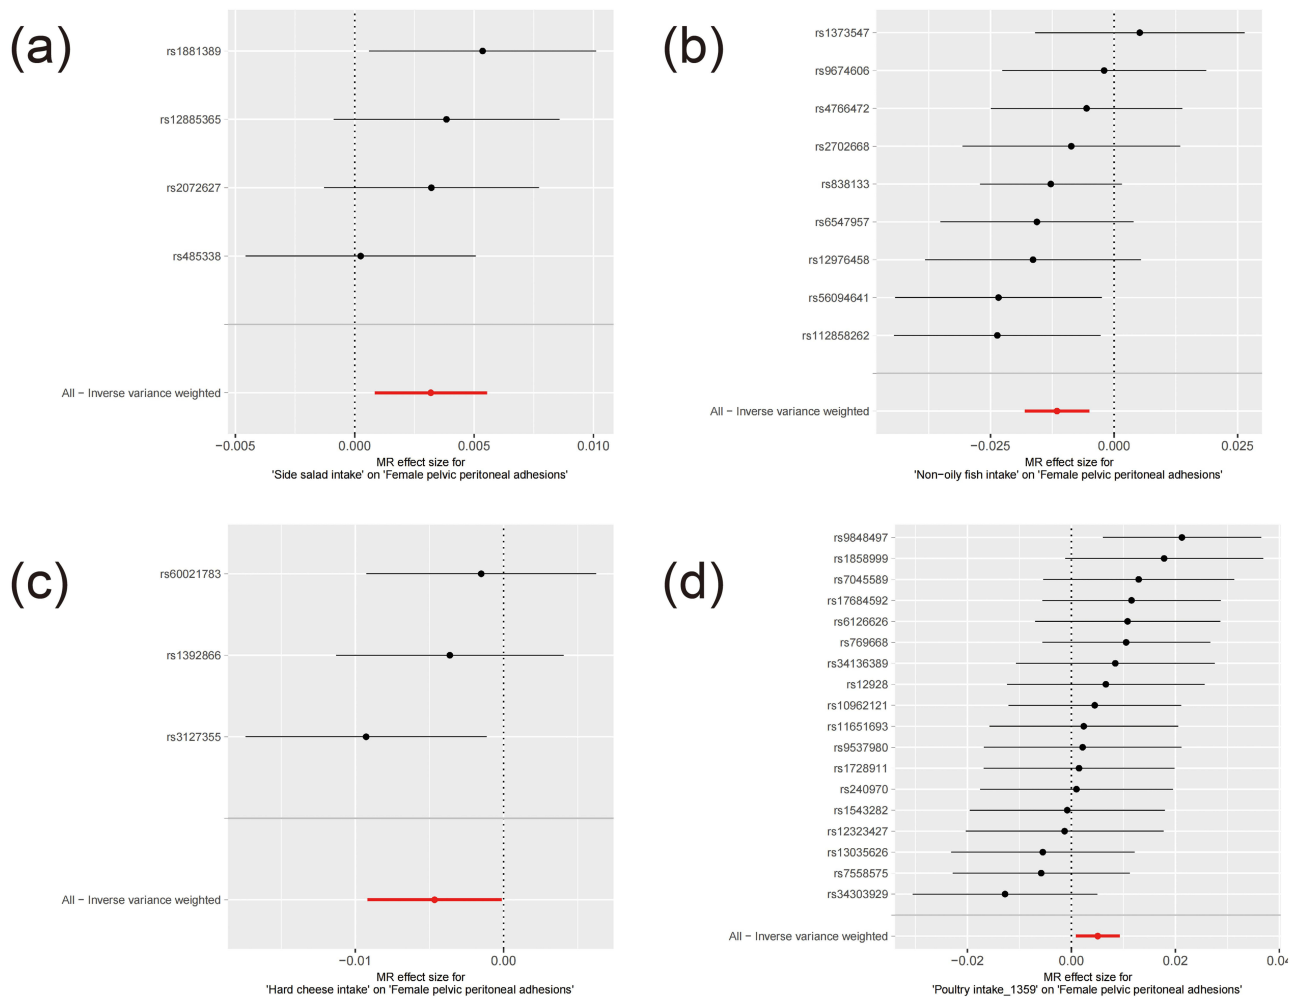 (a)
rs1881389
rs12885365
rs2072627
rs485338
All − Inverse variance weighted
−0.005 0.000 0.005 0.010
MR effect size for
'Side salad intake' on 'Female pelvic peritoneal adhesions'
(b)
rs1373547
rs9674606
rs4766472
rs2702668
rs838133
rs6547957
rs12976458
rs56094641
rs112858262
All − Inverse variance weighted
−0.025 0.000 0.025
MR effect size for
'Non−oily fish intake' on 'Female pelvic peritoneal adhesions'
(c)
rs60021783
rs1392866
rs3127355
All − Inverse variance weighted
−0.01 0.00
MR effect size for
'Hard cheese intake' on 'Female pelvic peritoneal adhesions'
(d)
rs9848497
rs1858999
rs7045589
rs17684592
rs6126626
rs769668
rs34136389
rs12928
rs10962121
rs11651693
rs9537980
rs1728911
rs240970
rs1543282
rs12323427
rs13035626
rs7558575
rs34303929
All − Inverse variance weighted
−0.02 0.00 0.02
MR effect size for
'Poultry intake_1359' on 'Female pelvic peritoneal adhesions'